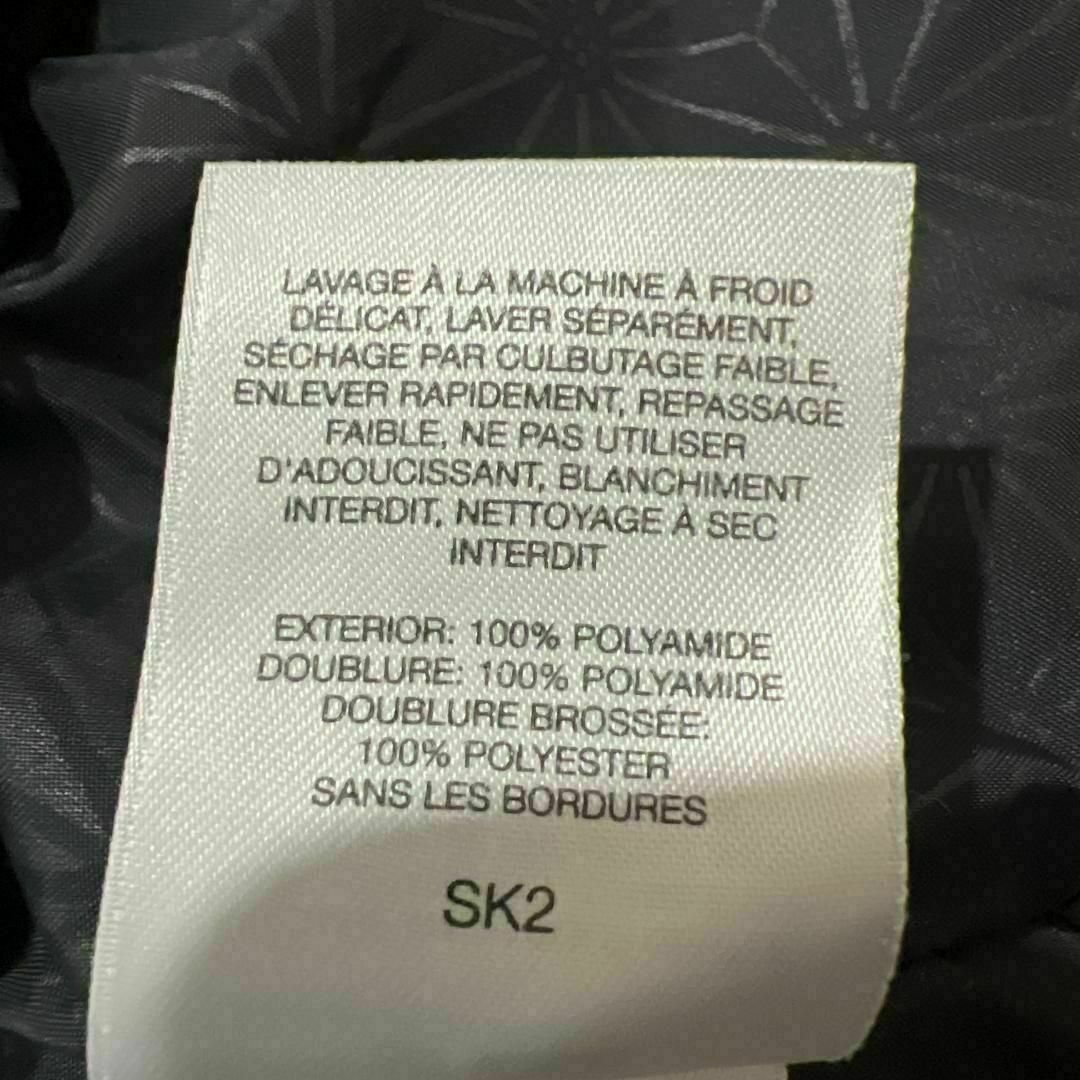 LAVAGE À LA MACHINE À FROID
DÉLICAT, LAVER SÉPARÉMENT,
SÉCHAGE PAR CULBUTAGE FAIBLE,
ENLEVER RAPIDEMENT, REPASSAGE
FAIBLE, NE PAS UTILISER
D'ADOUCISSANT, BLANCHIMENT
INTERDIT, NETTOYAGE À SEC
INTERDIT
EXTERIOR: 100% POLYAMIDE
DOUBLURE: 100% POLYAMIDE
DOUBLURE BROSSÉE:
100% POLYESTER
SANS LES BORDURES
SK2